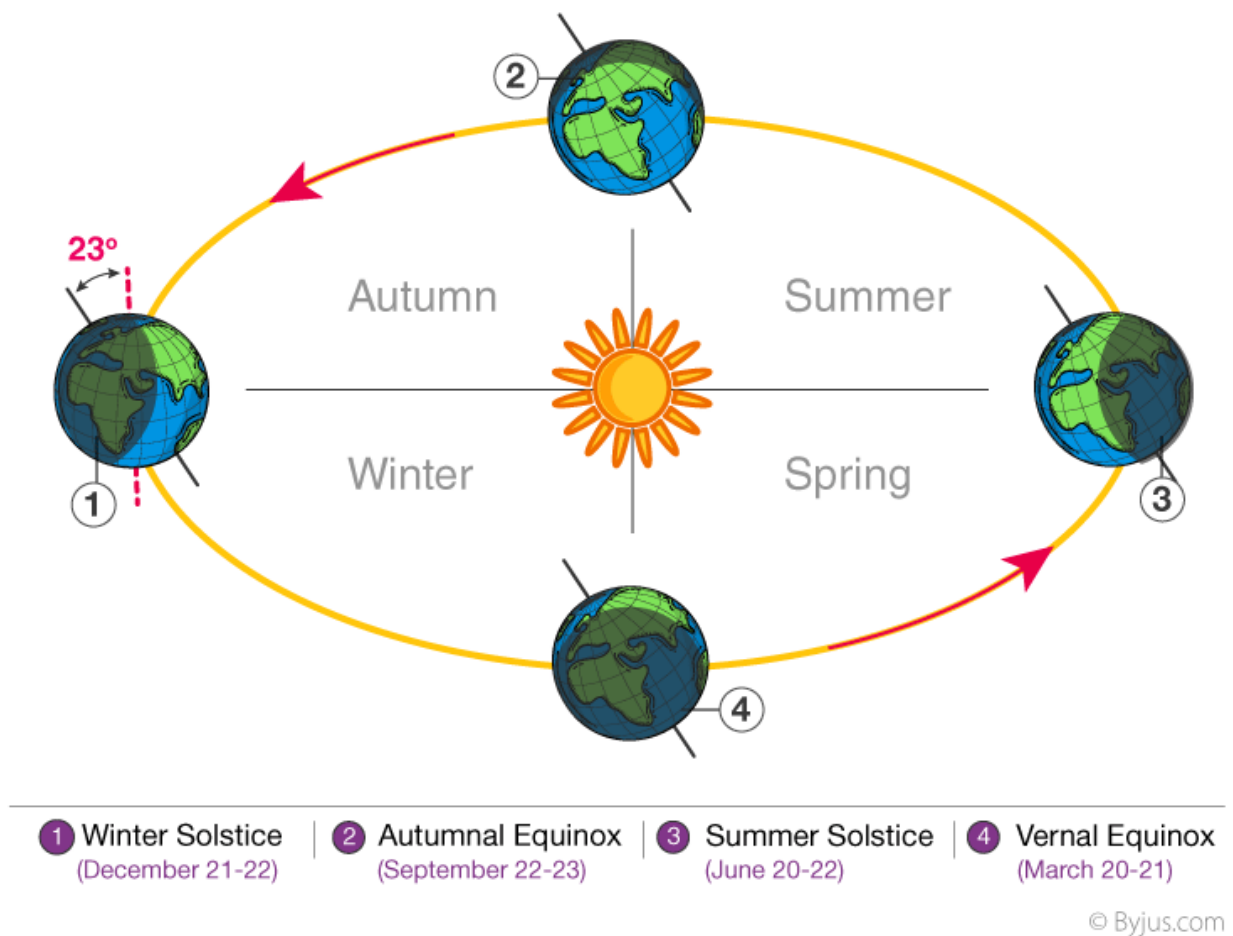 2
23º
Autumn
Summer
Winter
Spring
1
3
4
1 Winter Solstice
(December 21-22)
2 Autumnal Equinox
(September 22-23)
3 Summer Solstice
(June 20-22)
4 Vernal Equinox
(March 20-21)
© Byjus.com